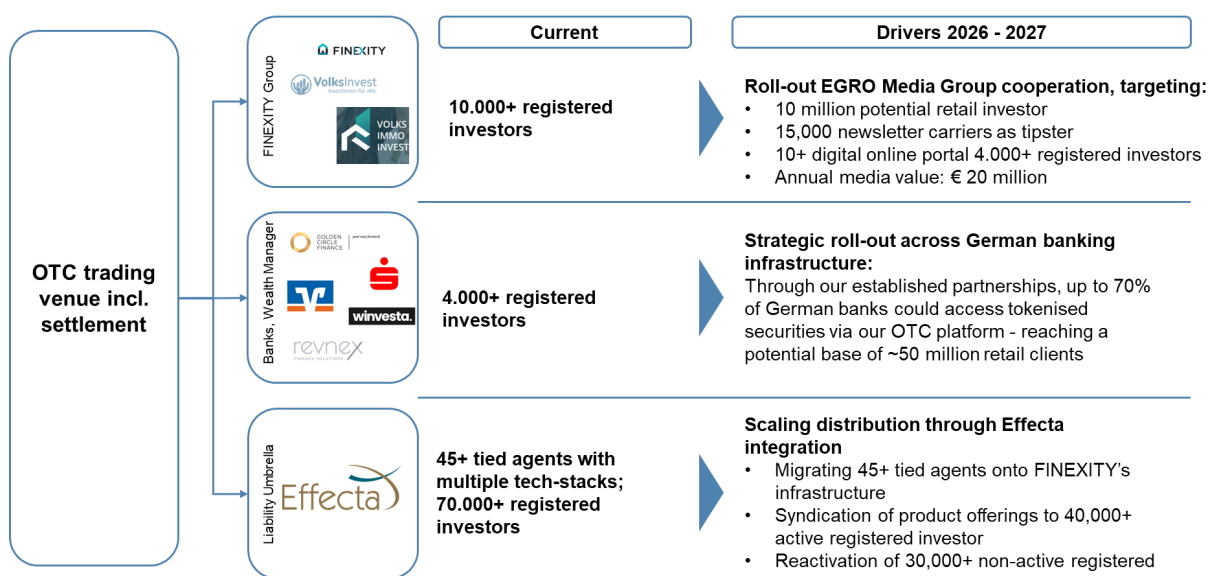 OTC trading
venue incl.
settlement
FINEXITY Group
FINEXITY
VolksInvest
Investieren für alle.
VOLKS
IMMO
INVEST
Current
10.000+ registered
investors
Drivers 2026 - 2027
Roll-out EGRO Media Group cooperation, targeting:
• 10 million potential retail investor
• 15,000 newsletter carriers as tipster
• 10+ digital online portal 4.000+ registered investors
• Annual media value: € 20 million
Banks, Wealth Manager
GOLDEN
CIRCLE
FINANCE
your way forward.
winvesta.
revnex
FINANCE SOLUTIONS
4.000+ registered
investors
Strategic roll-out across German banking
infrastructure:
Through our established partnerships, up to 70%
of German banks could access tokenised
securities via our OTC platform - reaching a
potential base of ~50 million retail clients
Liability Umbrella
Effecta
45+ tied agents with
multiple tech-stacks;
70.000+ registered
investors
Scaling distribution through Effecta
integration
• Migrating 45+ tied agents onto FINEXITY’s
infrastructure
• Syndication of product offerings to 40,000+
active registered investor
• Reactivation of 30,000+ non-active registered